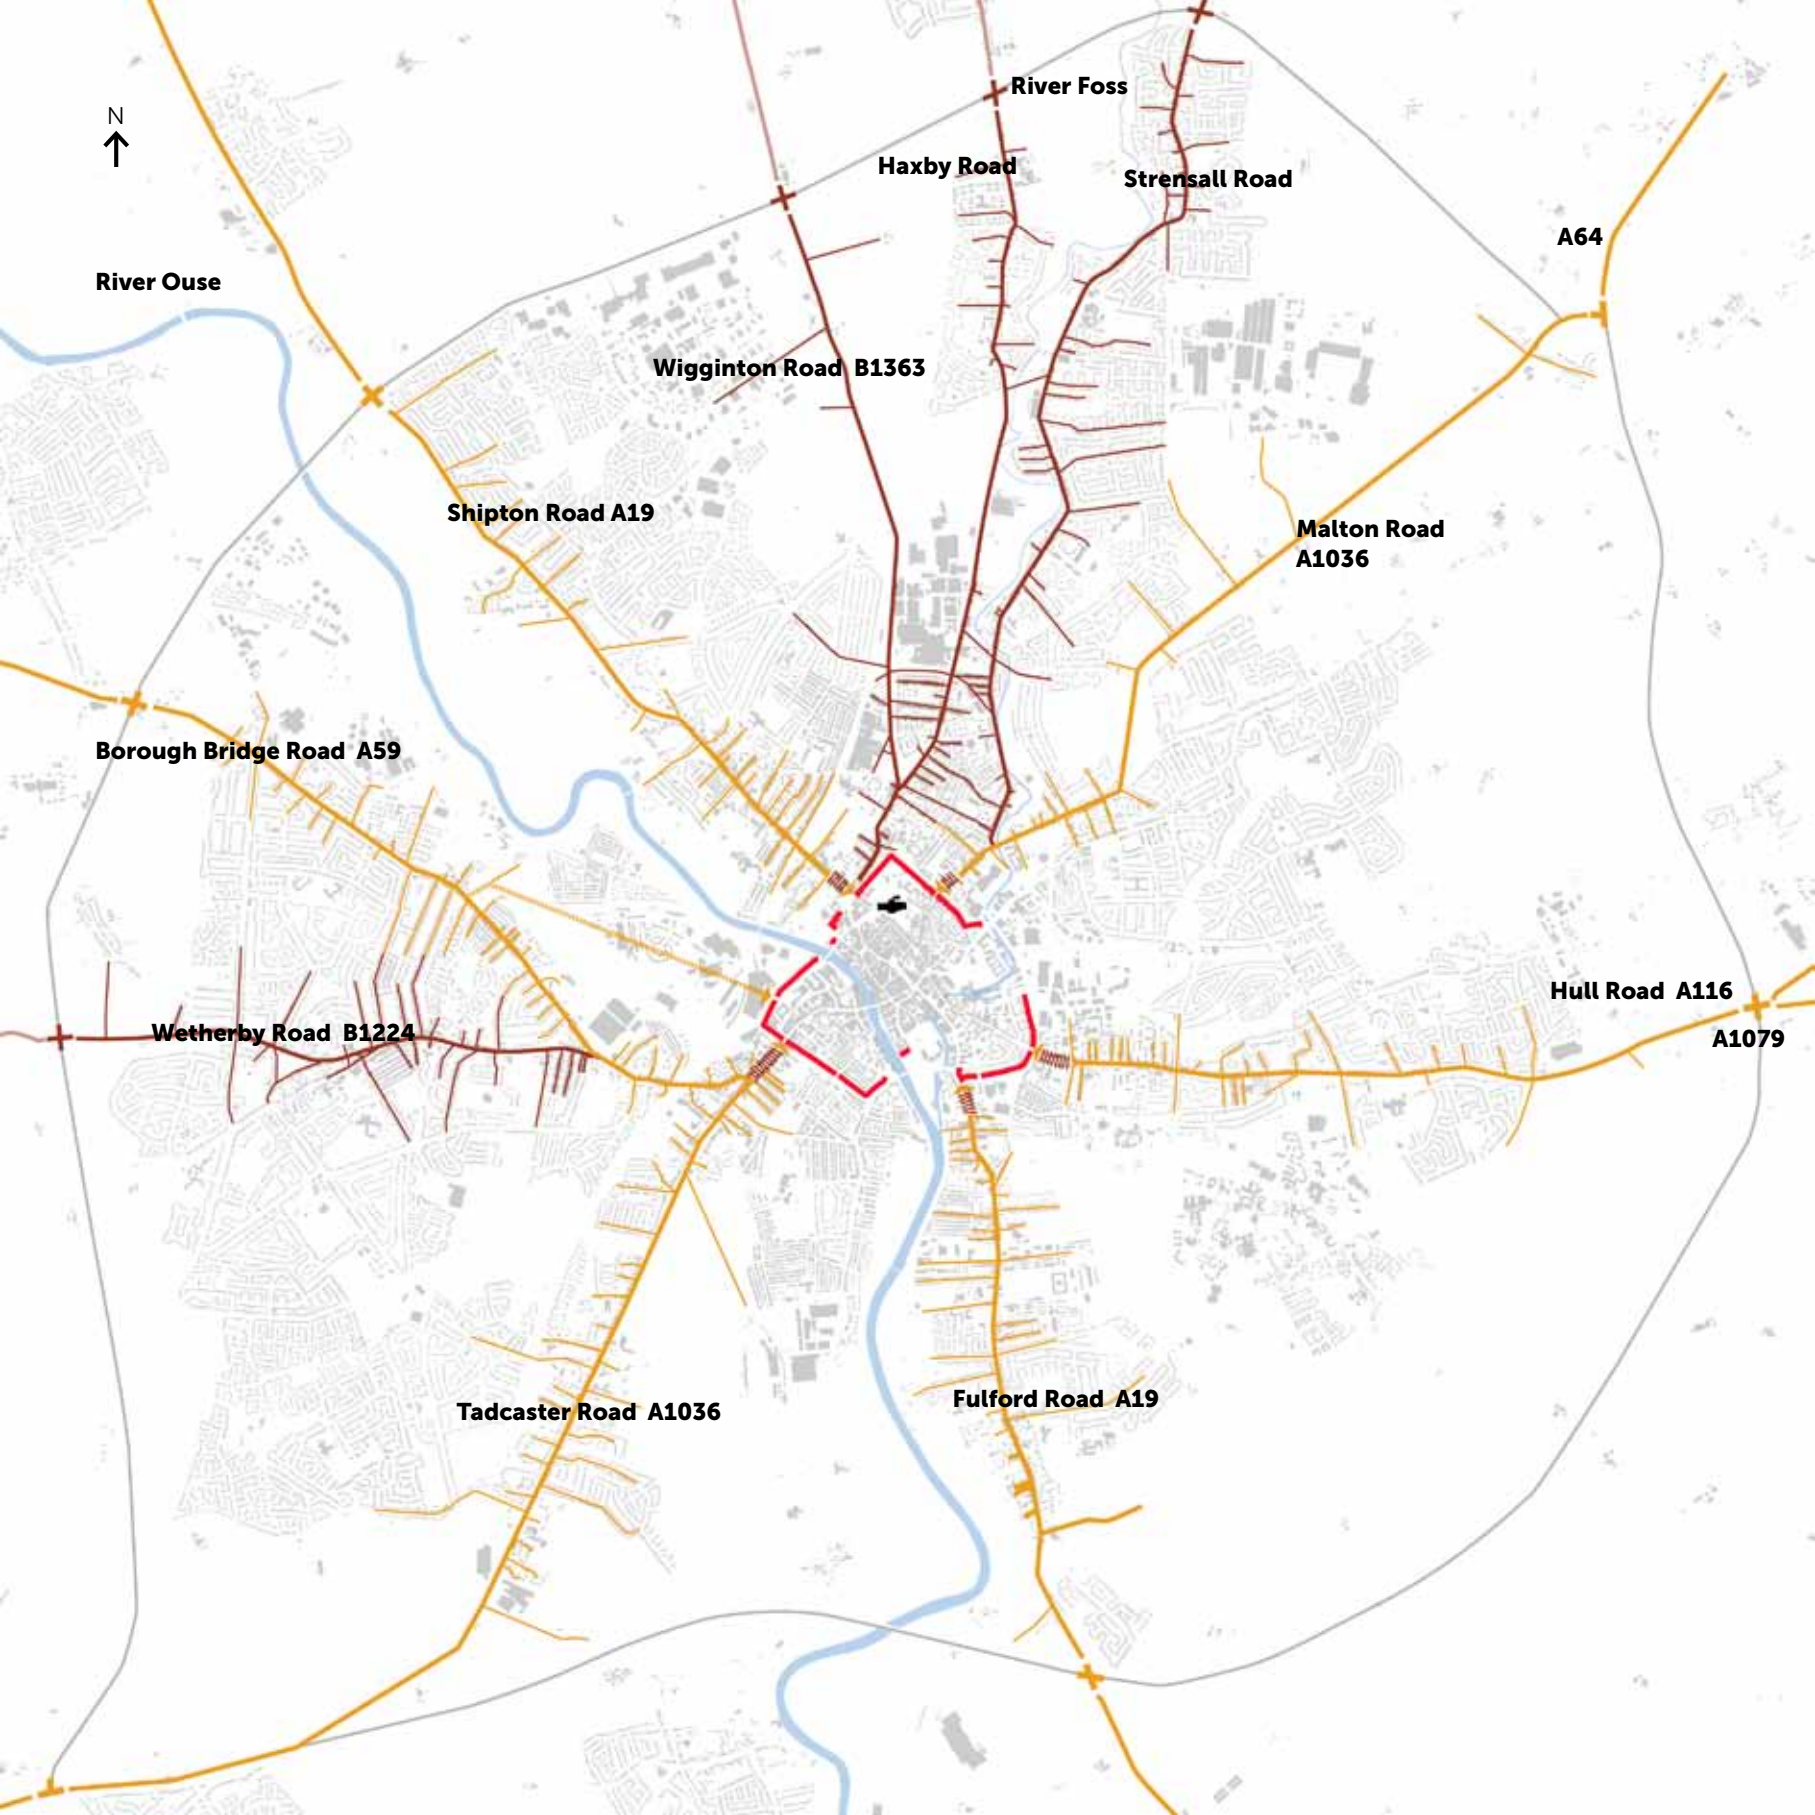 River Foss
N
Haxby Road
Strensall Road
A64
River Ouse
Wigginton Road B1363
Shipton Road A19
Malton Road
A1036
Borough Bridge Road A59
Hull Road A116
Wetherby Road B1224
A1079
Fulford Road A19
Tadcaster Road A1036